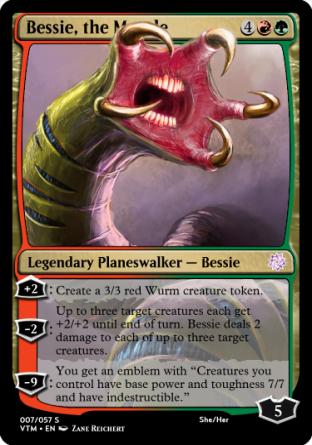 Bessie, the 4
Legendary Planeswalker — Bessie
+2: Create a 3/3 red Wurm creature token.
Up to three target creatures each get
-2: +2/+2 until end of turn. Bessie deals 2
damage to each of up to three target
creatures.
You get an emblem with “Creatures you
-9: control have base power and toughness 7/7
and have indestructible.”
5
007/057 S She/Her
VTM • EN Zane Reichert